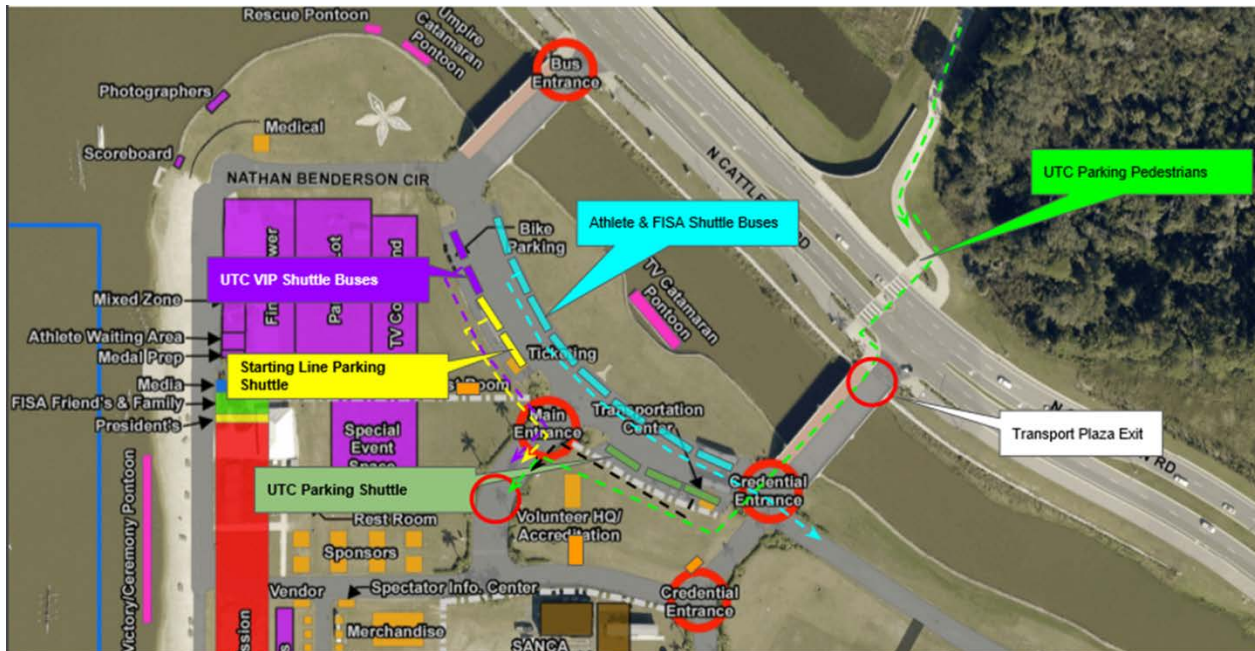 Rescue Pontoon
Umpire
Catamaran
Pontoon
Bus
Entrance
Photographers
Medical
Scoreboard
NATHAN BENDERSON CIR
N CATTLE
RD
UTC Parking Pedestrians
Athlete & FISA Shuttle Buses
Bike
Parking
UTC VIP Shuttle Buses
TV Catamaran
Pontoon
Mixed Zone
Athlete Waiting Area
Medal Prep
Starting Line Parking
Shuttle
Ticketing
Media
FISA Friend's & Family
President's
Room
Main
Entrance
Transportation
Center
Transport Plaza Exit
N
RD
Special
Event
Space
UTC Parking Shuttle
Credential
Entrance
Rest Room
Volunteer HQ/
Accreditation
Sponsors
Victory/Ceremony Pontoon
Vendor
Spectator Info. Center
Merchandise
Credential
Entrance
SANCA